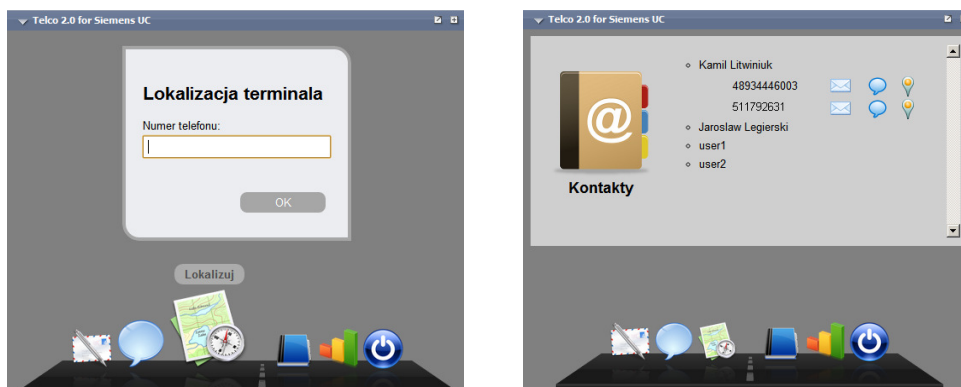 Telco 2.0 for Siemens UC
Lokalizacja terminala
Numer telefonu:
OK
Lokalizuj
Telco 2.0 for Siemens UC
Kamil Litwiniuk
48934446003
511792631
Jaroslaw Legierski
user1
user2
@
Kontakty